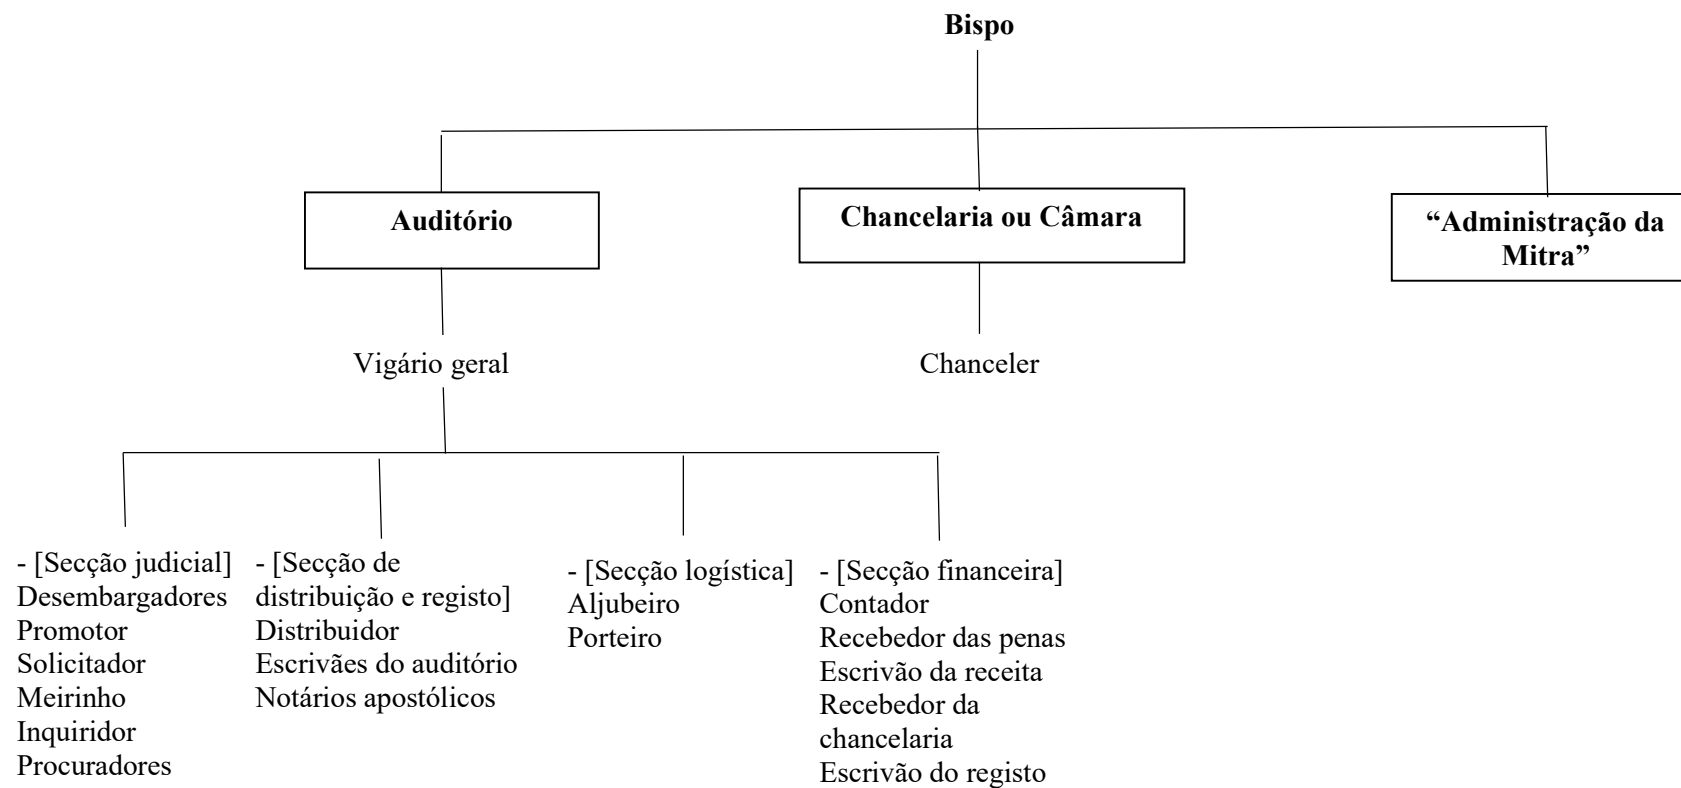 Bispo
Auditório
Chancelaria ou Câmara
“Administração da
Mitra”
Vigário geral
Chanceler
- [Secção judicial]
Desembargadores
Promotor
Solicitador
Meirinho
Inquiridor
Procuradores
- [Secção de
distribuição e registo]
Distribuidor
Escrivães do auditório
Notários apostólicos
- [Secção logística]
Aljubeiro
Porteiro
- [Secção financeira]
Contador
Recebedor das penas
Escrivão da receita
Recebedor da
chancelaria
Escrivão do registo